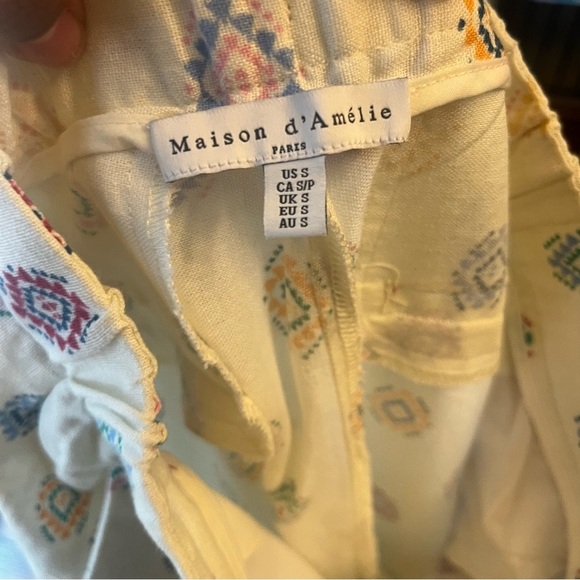 Maison d'Amélie
PARIS
US S
CA S/P
UK S
EU S
AU S